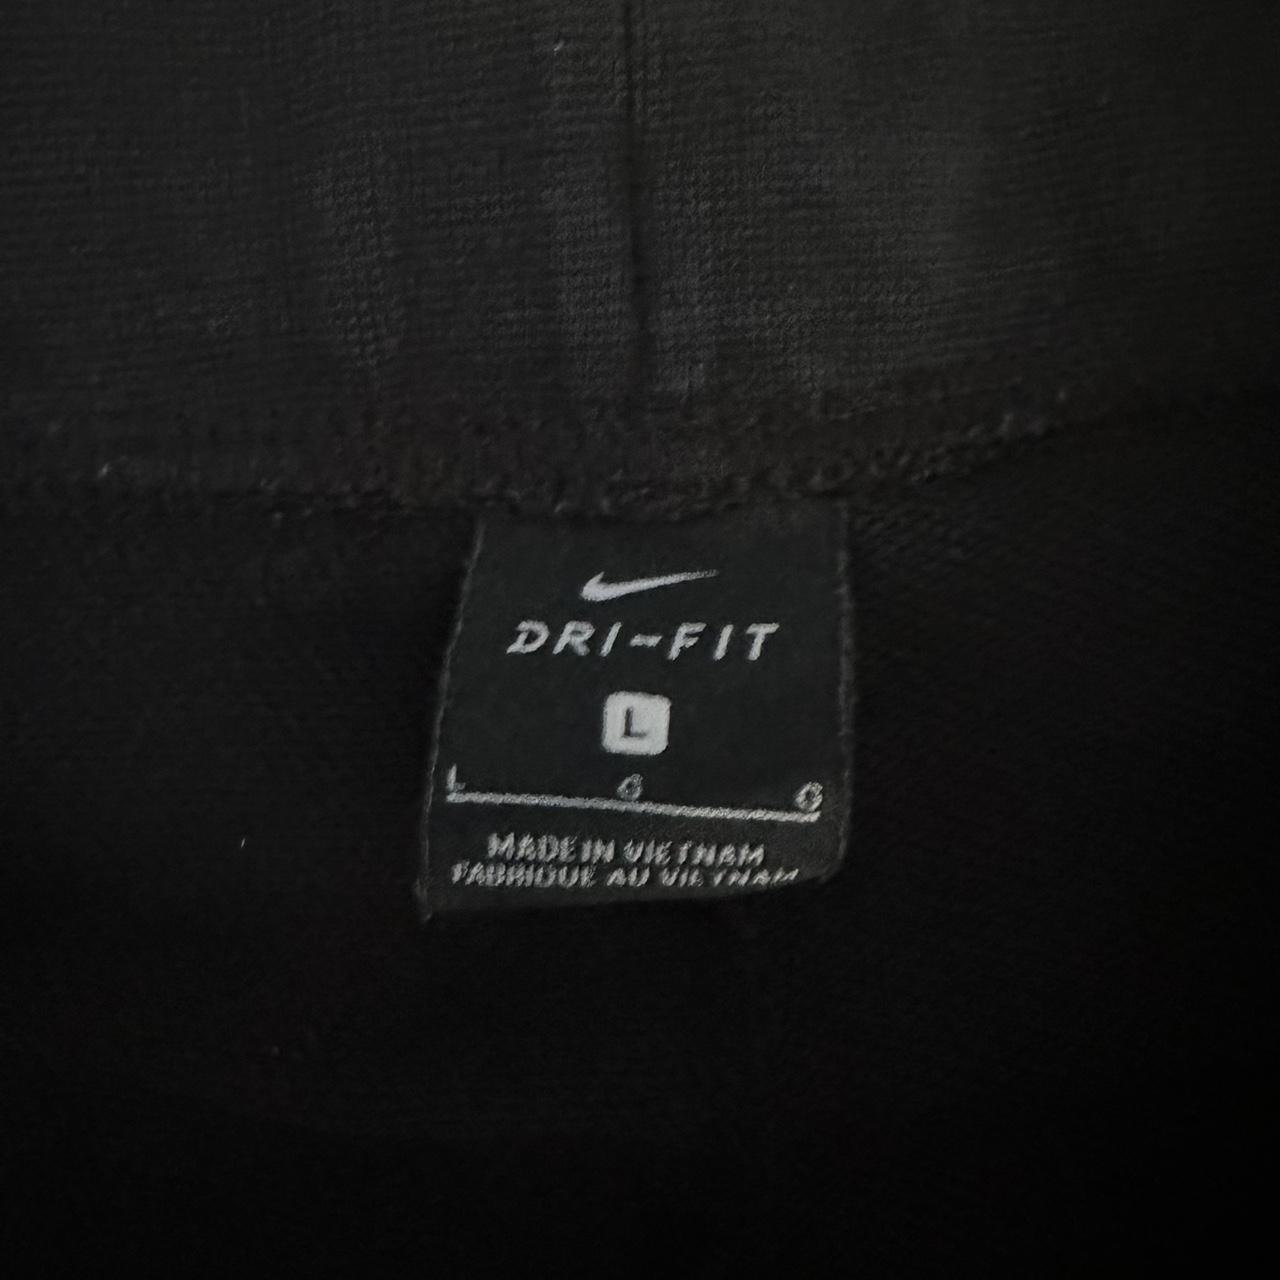 DRI-FIT
L
L G G
MADE IN VIETNAM
FABRIQUE AU VIETNAM